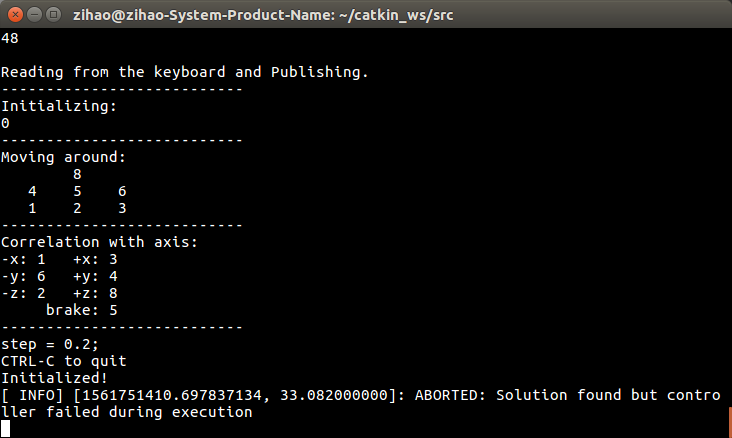 zihao@zihao-System-Product-Name: ~/catkin_ws/src
48
Reading from the keyboard and Publishing.
---------------------------
Initializing:
0
---------------------------
Moving around:
        8
   4    5    6
   1    2    3
---------------------------
Correlation with axis:
-x: 1   +x: 3
-y: 6   +y: 4
-z: 2   +z: 8
     brake: 5
---------------------------
step = 0.2;
CTRL-C to quit
Initialized!
[ INFO] [1561751410.697837134, 33.082000000]: ABORTED: Solution found but contro
ller failed during execution